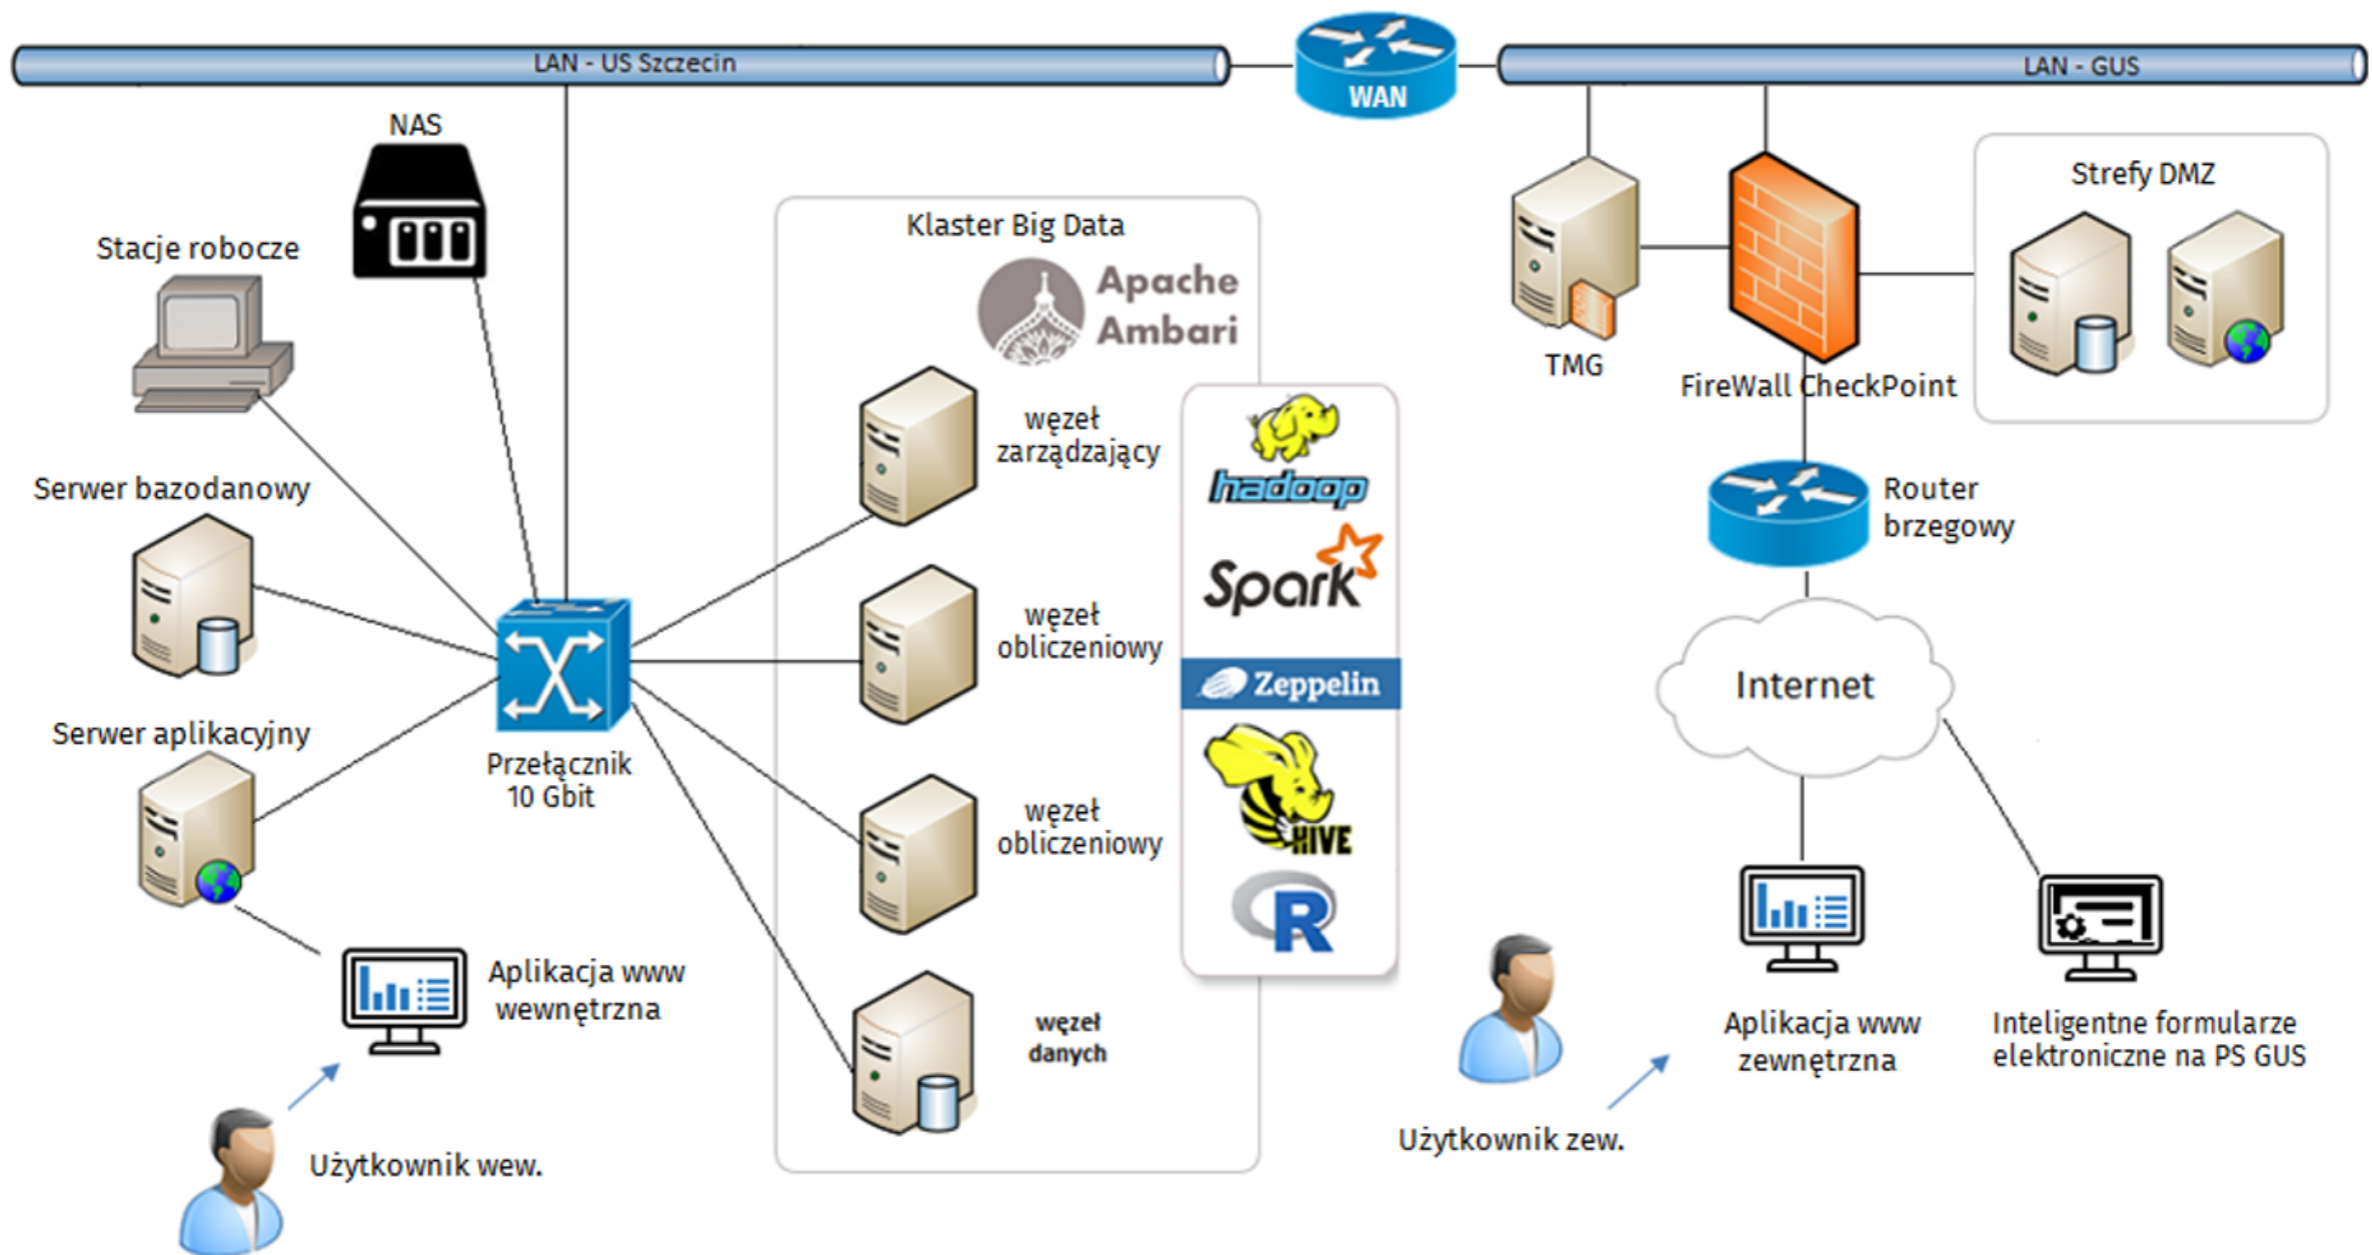 LAN - US Szczecin
WAN
LAN - GUS
NAS
Stacje robocze
Serwer bazodanowy
Serwer aplikacyjny
Aplikacja www
wewnętrzna
Użytkownik wew.
Przełącznik
10 Gbit
Klaster Big Data
Apache
Ambari
węzeł
zarządzający
węzeł
obliczeniowy
węzeł
obliczeniowy
węzeł
danych
hadoop
Spark
Zeppelin
HIVE
R
TMG
FireWall CheckPoint
Strefy DMZ
Router
brzegowy
Internet
Użytkownik zew.
Aplikacja www
zewnętrzna
Inteligentne formularze
elektroniczne na PS GUS